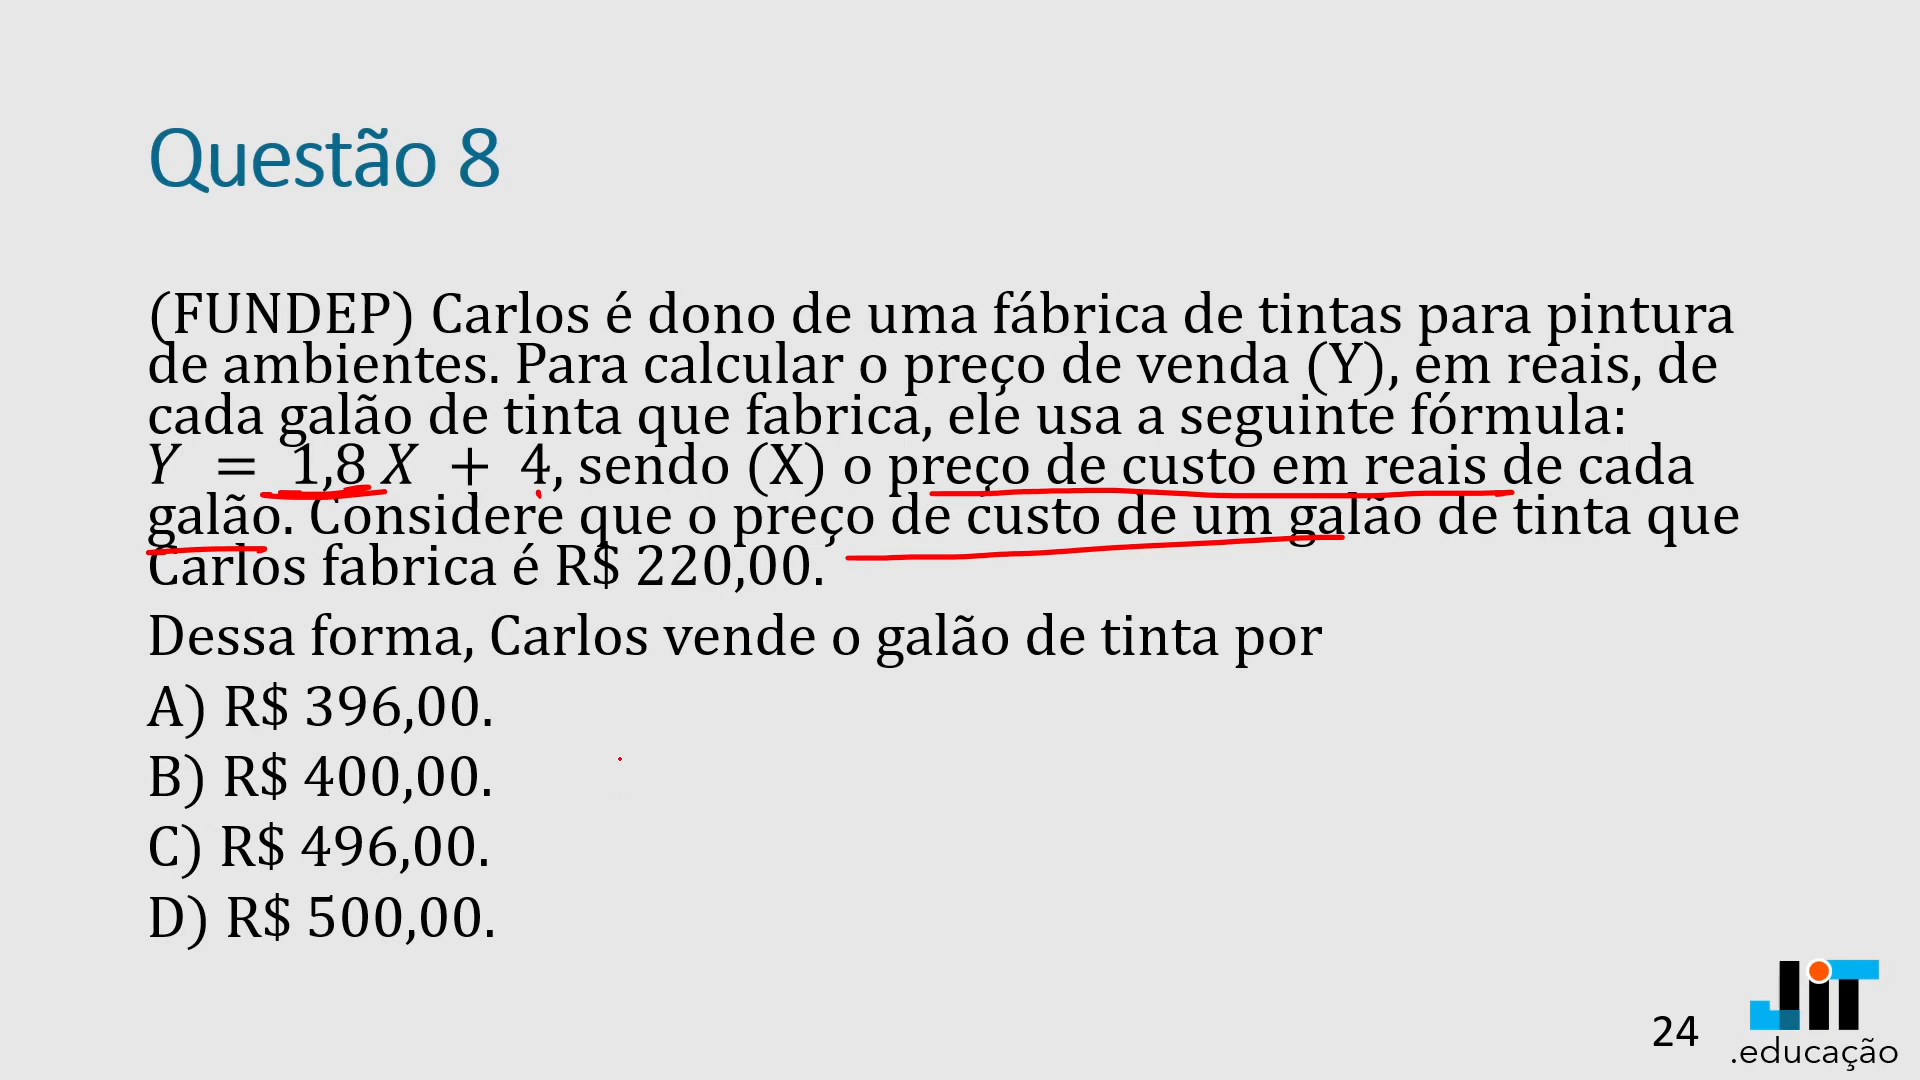 Questão 8
(FUNDEP) Carlos é dono de uma fábrica de tintas para pintura
de ambientes. Para calcular o preço de venda (Y), em reais, de
cada galão de tinta que fabrica, ele usa a seguinte fórmula:
Y = 1,8 X + 4, sendo (X) o preço de custo em reais de cada
galão. Considere que o preço de custo de um galão de tinta que
Carlos fabrica é R$ 220,00.
Dessa forma, Carlos vende o galão de tinta por
A) R$ 396,00.
B) R$ 400,00.
C) R$ 496,00.
D) R$ 500,00.
24
JiT
.educação